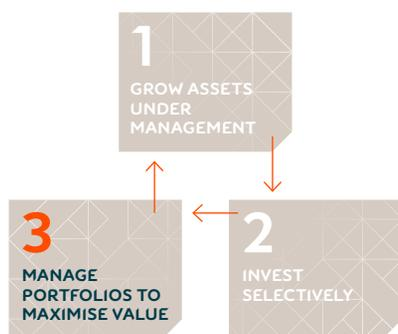 1
GROW ASSETS
UNDER
MANAGEMENT
3
MANAGE
PORTFOLIOS TO
MAXIMISE VALUE
2
INVEST
SELECTIVELY